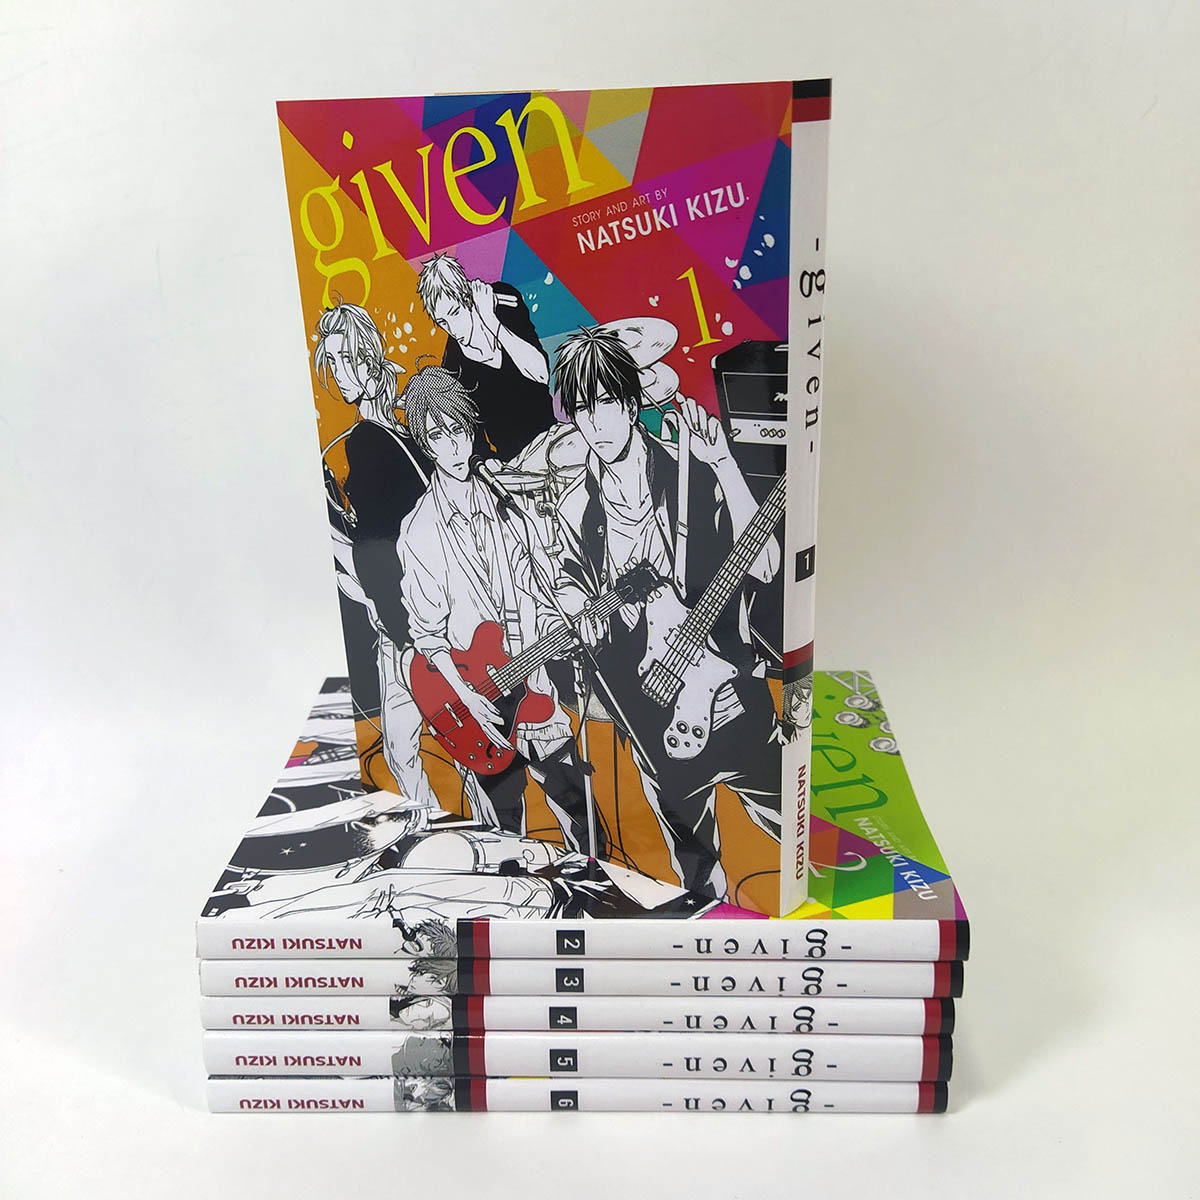 given
STORY AND ART BY
NATSUKI KIZU
1
- given -
1
NATSUKI KIZU
given
NATSUKI KIZU
2
NATSUKI KIZU 2 - given -
NATSUKI KIZU 3 - given -
NATSUKI KIZU 4 - given -
NATSUKI KIZU 5 - given -
NATSUKI KIZU 6 - given -